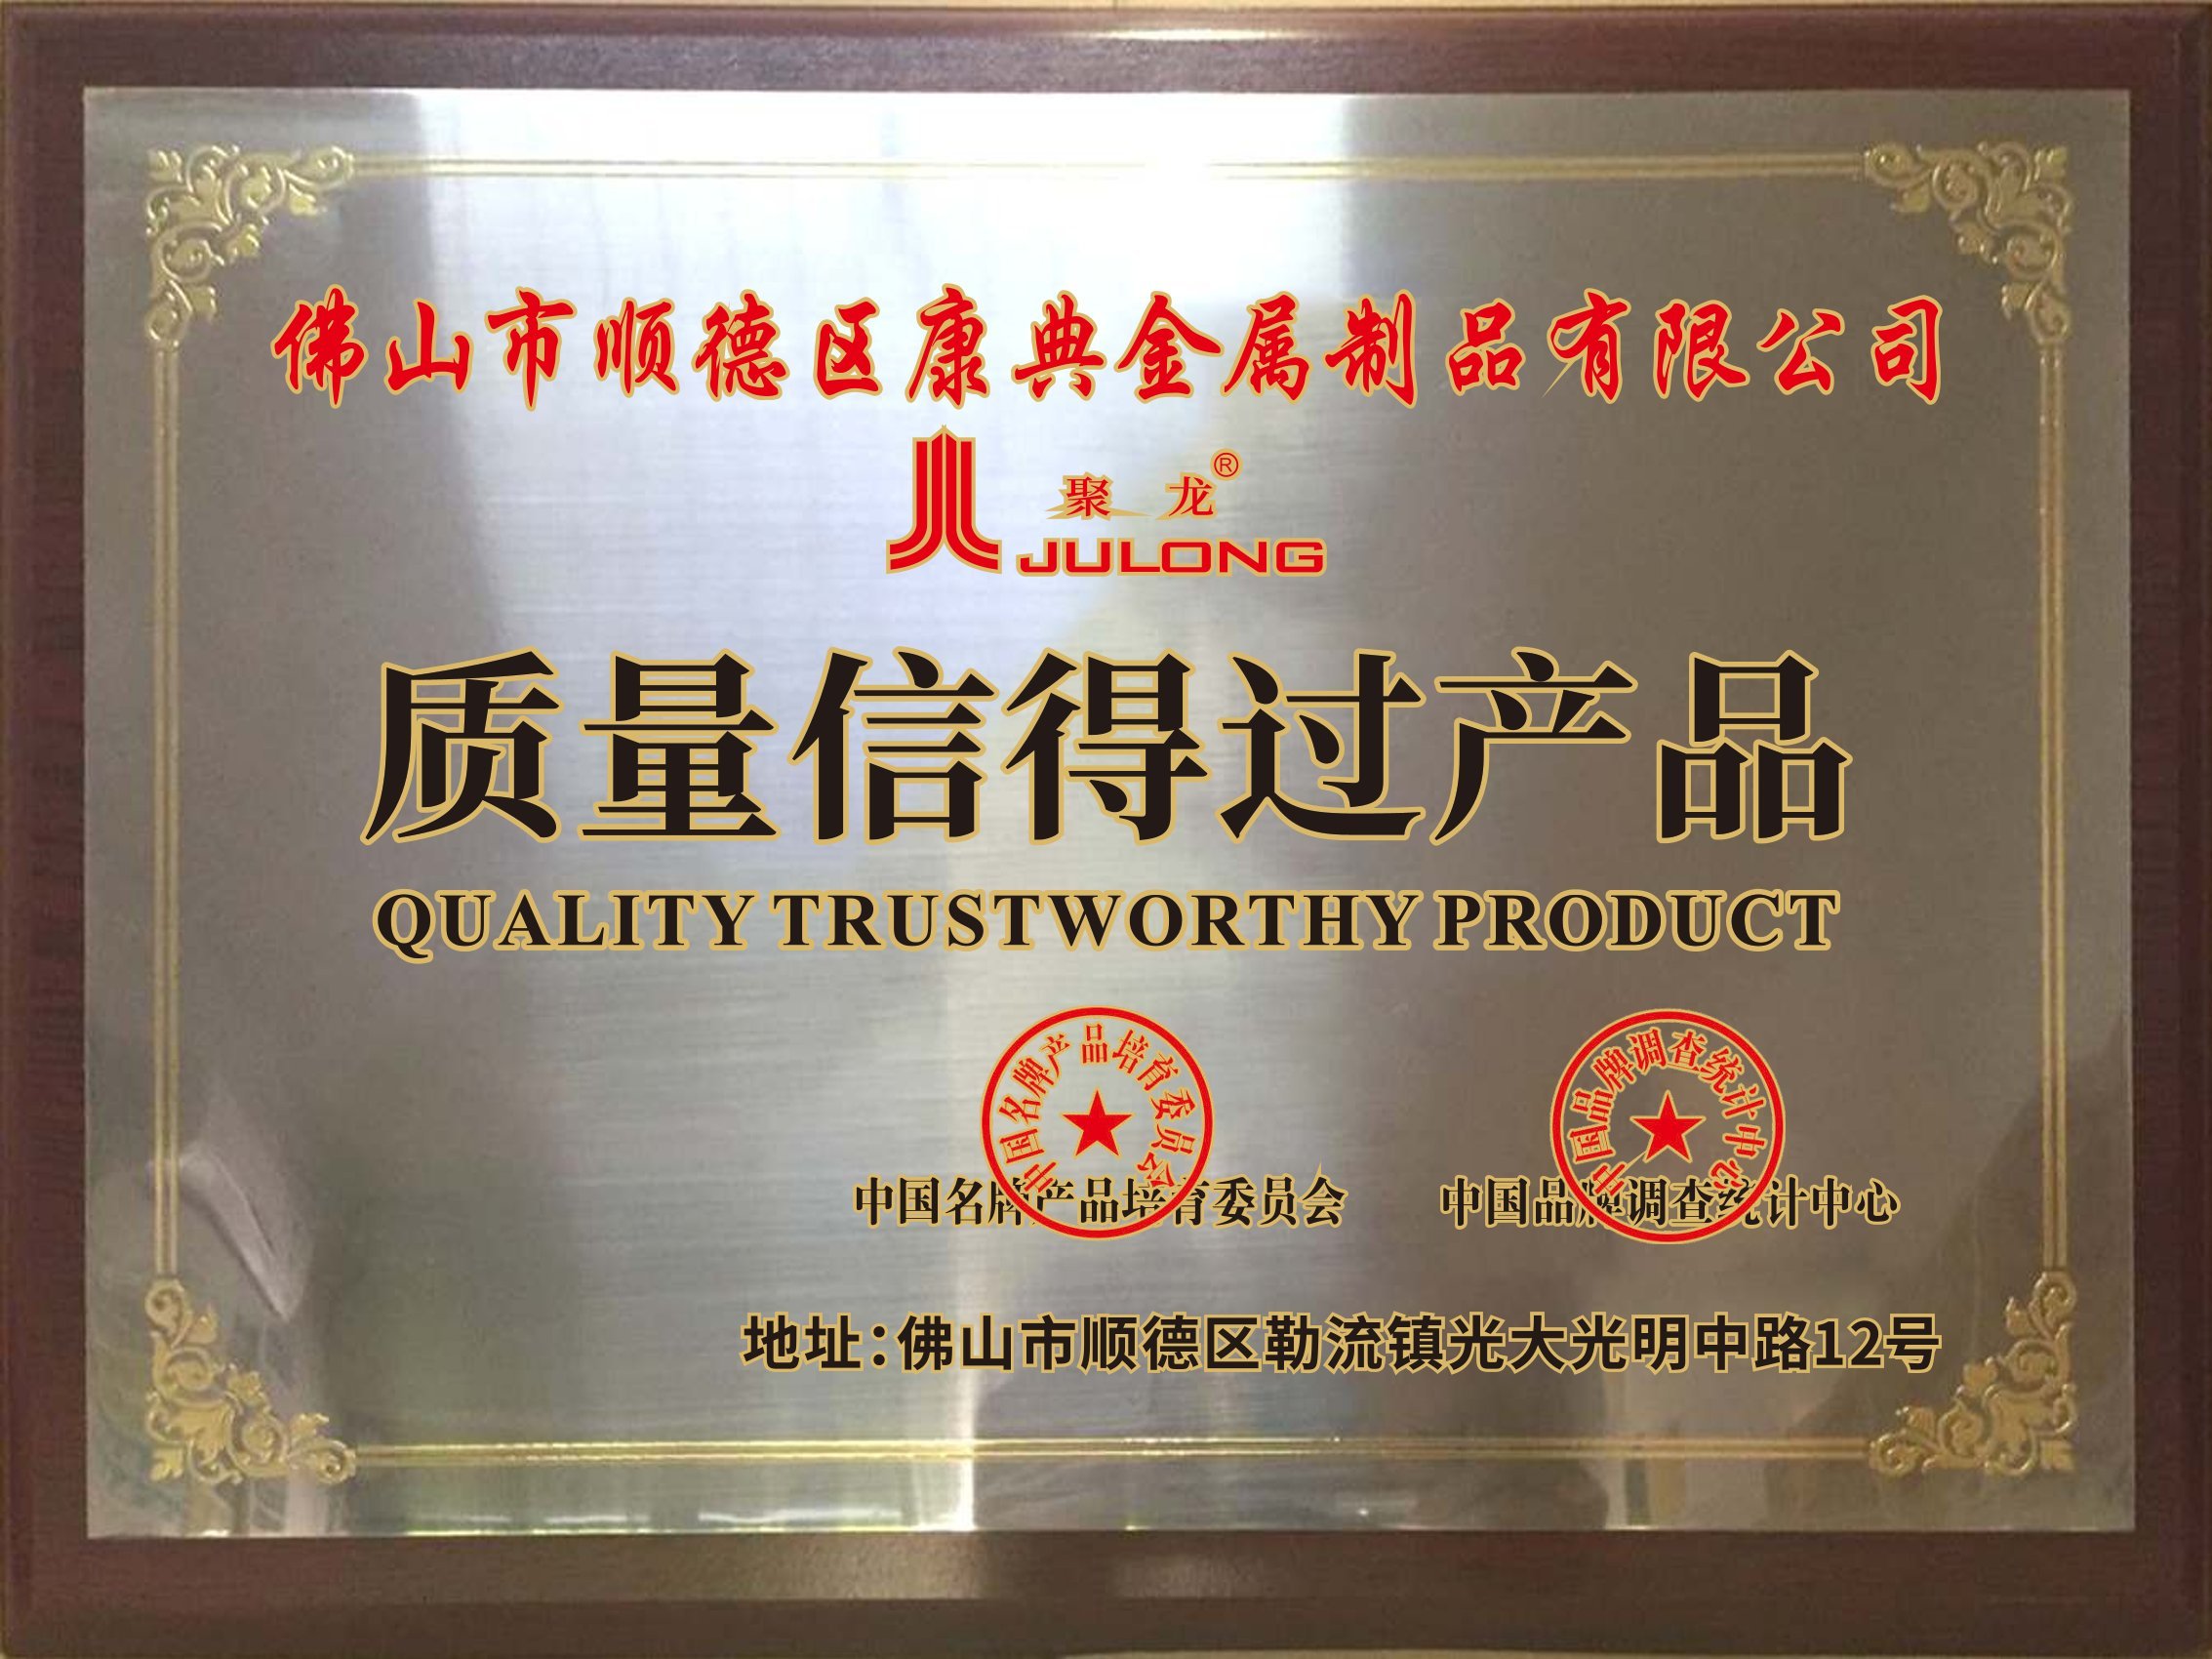 佛山市顺德区康典金属制品有限公司
聚龙®
JULONG
质量信得过产品
QUALITY TRUSTWORTHY PRODUCT
中国名牌产品培育委员会
中国品牌调查统计中心
中国名牌产品培育委员会
中国品牌调查统计中心
地址:佛山市顺德区勒流镇光大光明中路12号